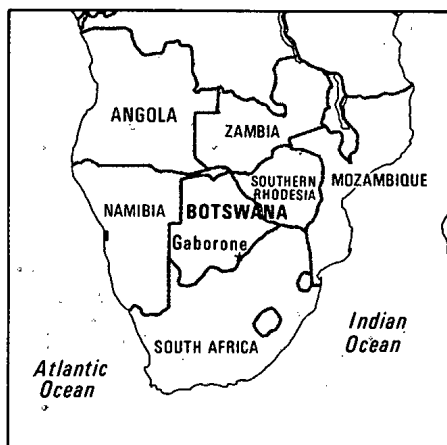 ANGOLA
ZAMBIA
SOUTHERN
RHODESIA
MOZAMBIQUE
NAMIBIA
BOTSWANA
Gaborone
SOUTH AFRICA
Indian
Ocean
Atlantic
Ocean